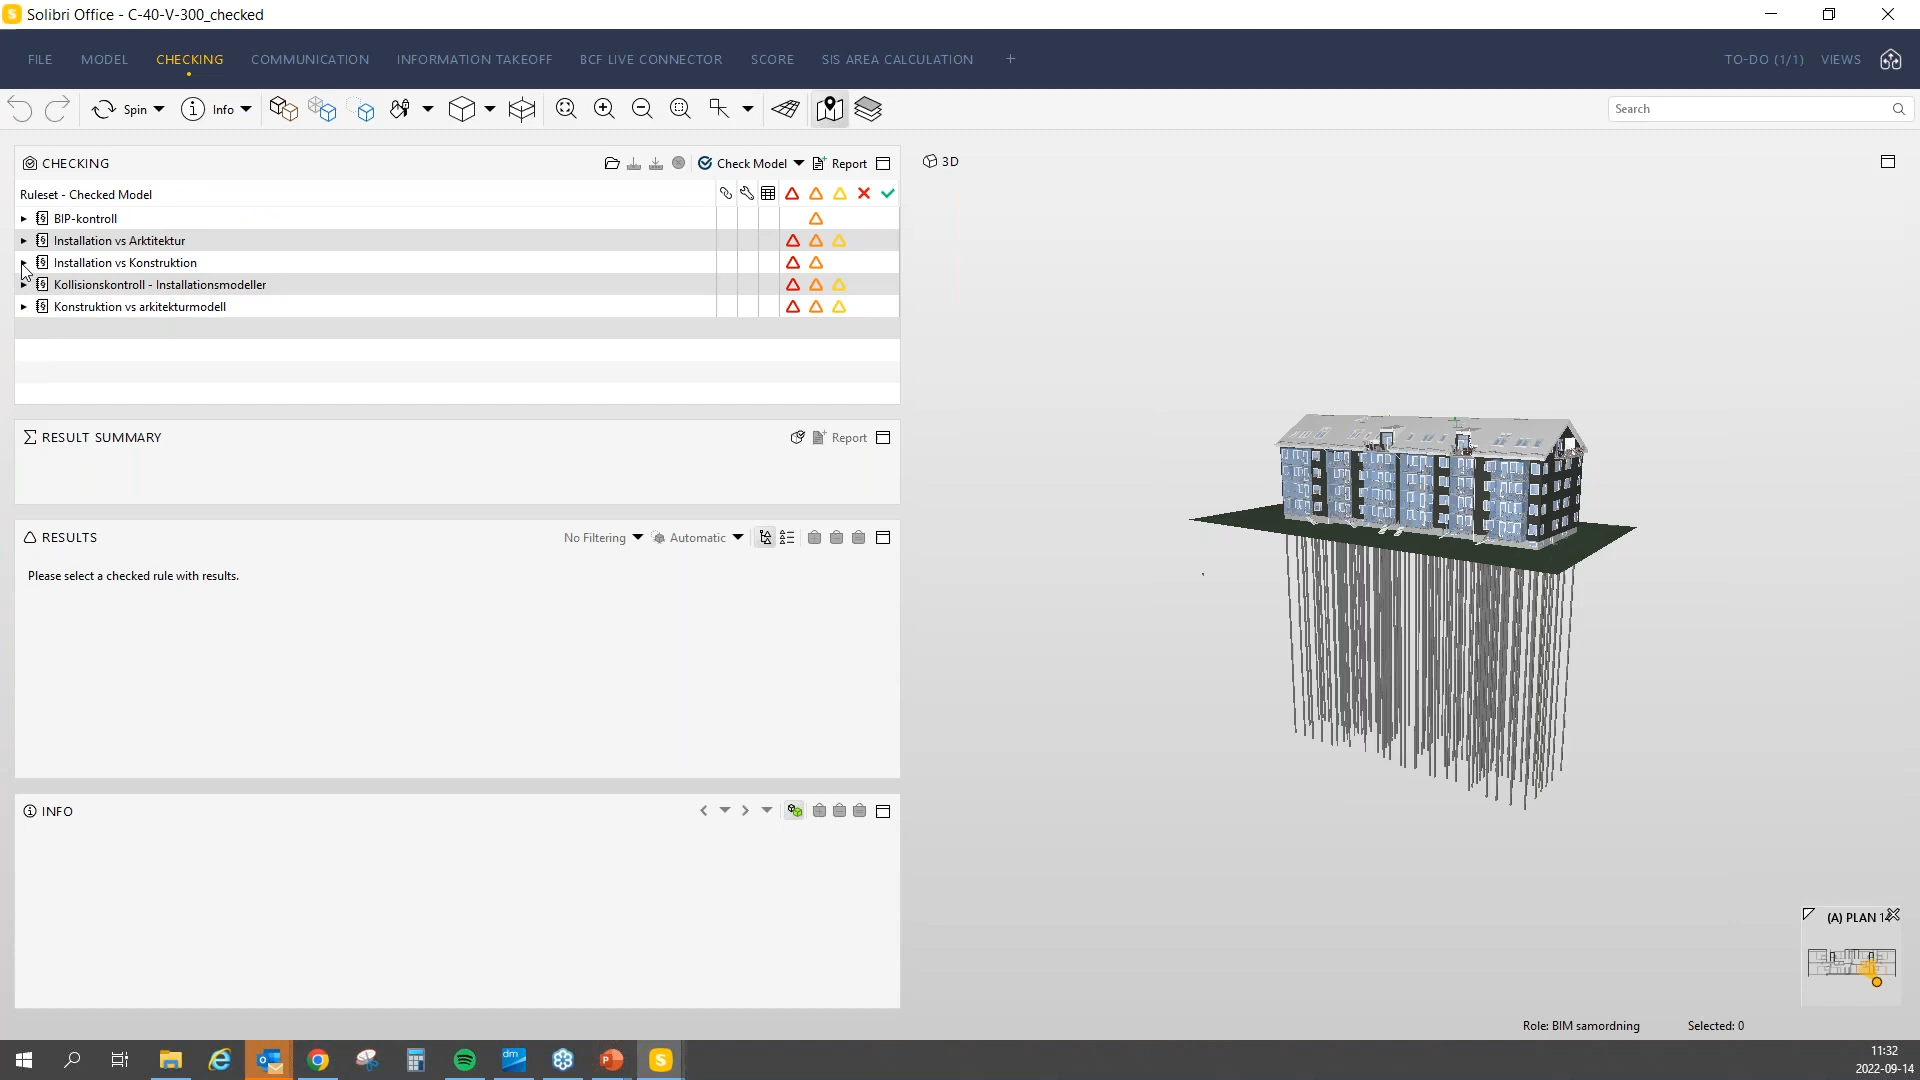 Solibri Office - C-40-V-300_checked
FILE MODEL CHECKING COMMUNICATION INFORMATION TAKEOFF BCF LIVE CONNECTOR SCORE SIS AREA CALCULATION + TO-DO (1/1) VIEWS
Spin Info Search
CHECKING Check Model Report
Ruleset - Checked Model
BIP-kontroll
Installation vs Arktitektur
Installation vs Konstruktion
Kollisionskontroll - Installationsmodeller
Konstruktion vs arkitekturmodell
RESULT SUMMARY Report
RESULTS No Filtering Automatic
Please select a checked rule with results.
INFO
3D
(A) PLAN
Role: BIM samordning Selected: 0
11:32
2022-09-14